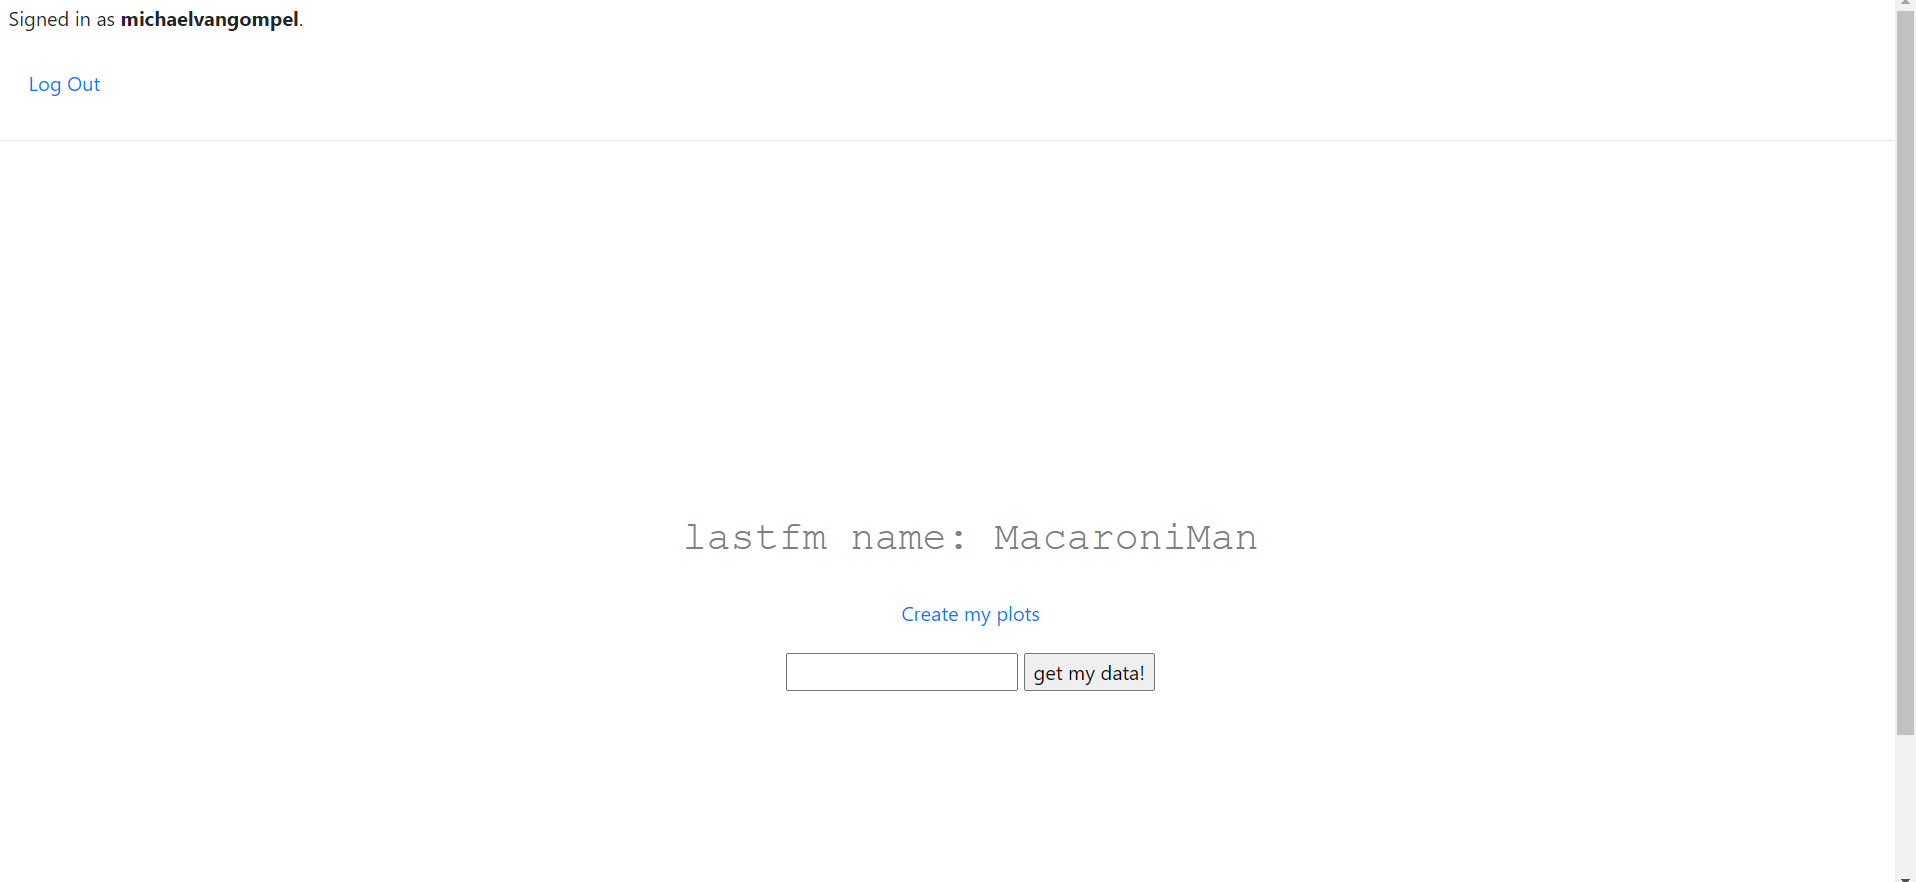 Signed in as michaelvangompel.
Log Out
lastfm name: MacaroniMan
Create my plots
get my data!